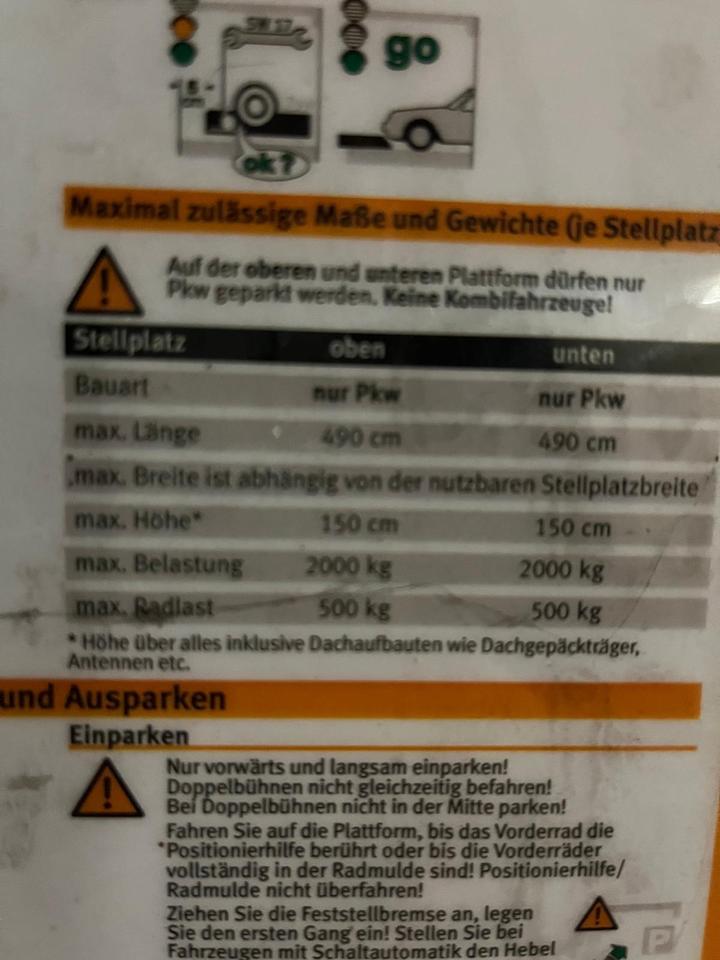 SW 17
go
5
cm
ok?
Maximal zulässige Maße und Gewichte (je Stellplatz
Auf der oberen und unteren Plattform dürfen nur
Pkw geparkt werden. Keine Kombifahrzeuge!
Stellplatz oben unten
Bauart nur Pkw nur Pkw
max. Länge 490 cm 490 cm
max. Breite ist abhängig von der nutzbaren Stellplatzbreite
max. Höhe* 150 cm 150 cm
max. Belastung 2000 kg 2000 kg
max. Radlast 500 kg 500 kg
* Höhe über alles inklusive Dachaufbauten wie Dachgepäckträger,
Antennen etc.
und Ausparken
Einparken
Nur vorwärts und langsam einparken!
Doppelbühnen nicht gleichzeitig befahren!
Bei Doppelbühnen nicht in der Mitte parken!
Fahren Sie auf die Plattform, bis das Vorderrad die
Positionierhilfe berührt oder bis die Vorderräder
vollständig in der Radmulde sind! Positionierhilfe/
Radmulde nicht überfahren!
Ziehen Sie die Feststellbremse an, legen
Sie den ersten Gang ein! Stellen Sie bei
Fahrzeugen mit Schaltautomatik den Hebel
P